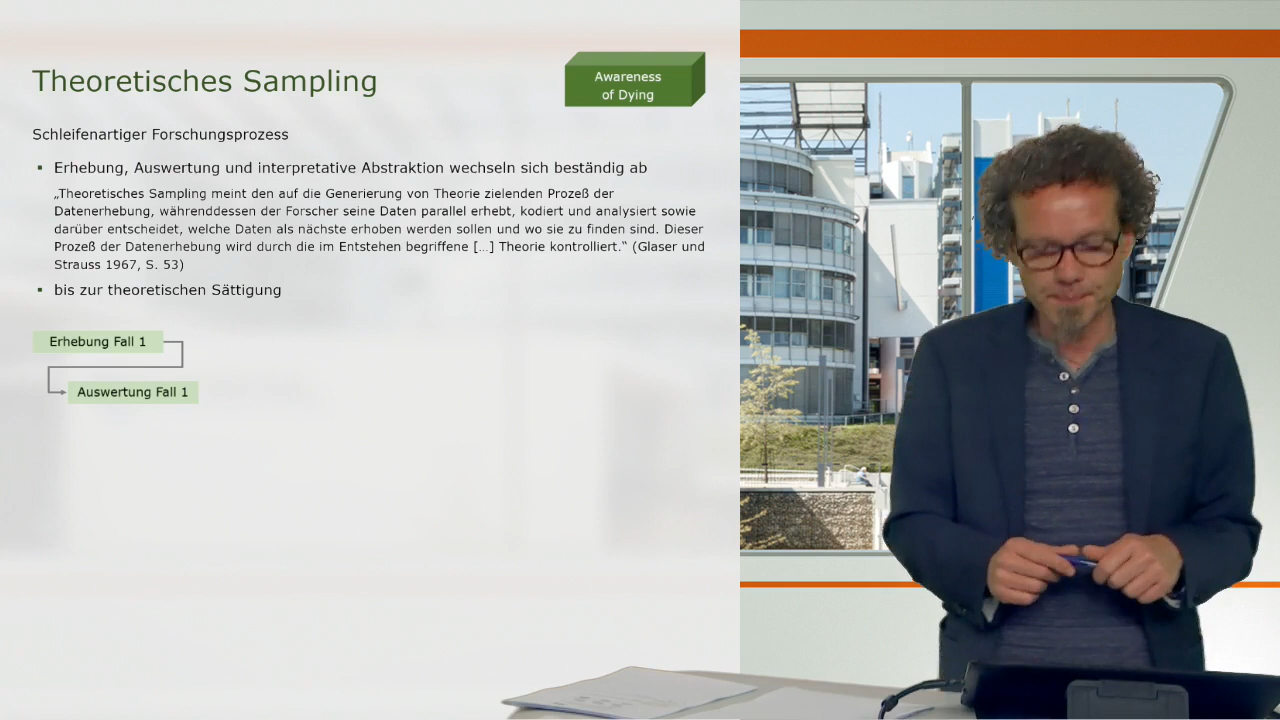 Theoretisches Sampling
Awareness
of Dying
Schleifenartiger Forschungsprozess
▪ Erhebung, Auswertung und interpretative Abstraktion wechseln sich beständig ab
„Theoretisches Sampling meint den auf die Generierung von Theorie zielenden Prozeß der
Datenerhebung, währenddessen der Forscher seine Daten parallel erhebt, kodiert und analysiert sowie
darüber entscheidet, welche Daten als nächste erhoben werden sollen und wo sie zu finden sind. Dieser
Prozeß der Datenerhebung wird durch die im Entstehen begriffene […] Theorie kontrolliert.“ (Glaser und
Strauss 1967, S. 53)
▪ bis zur theoretischen Sättigung
Erhebung Fall 1
Auswertung Fall 1